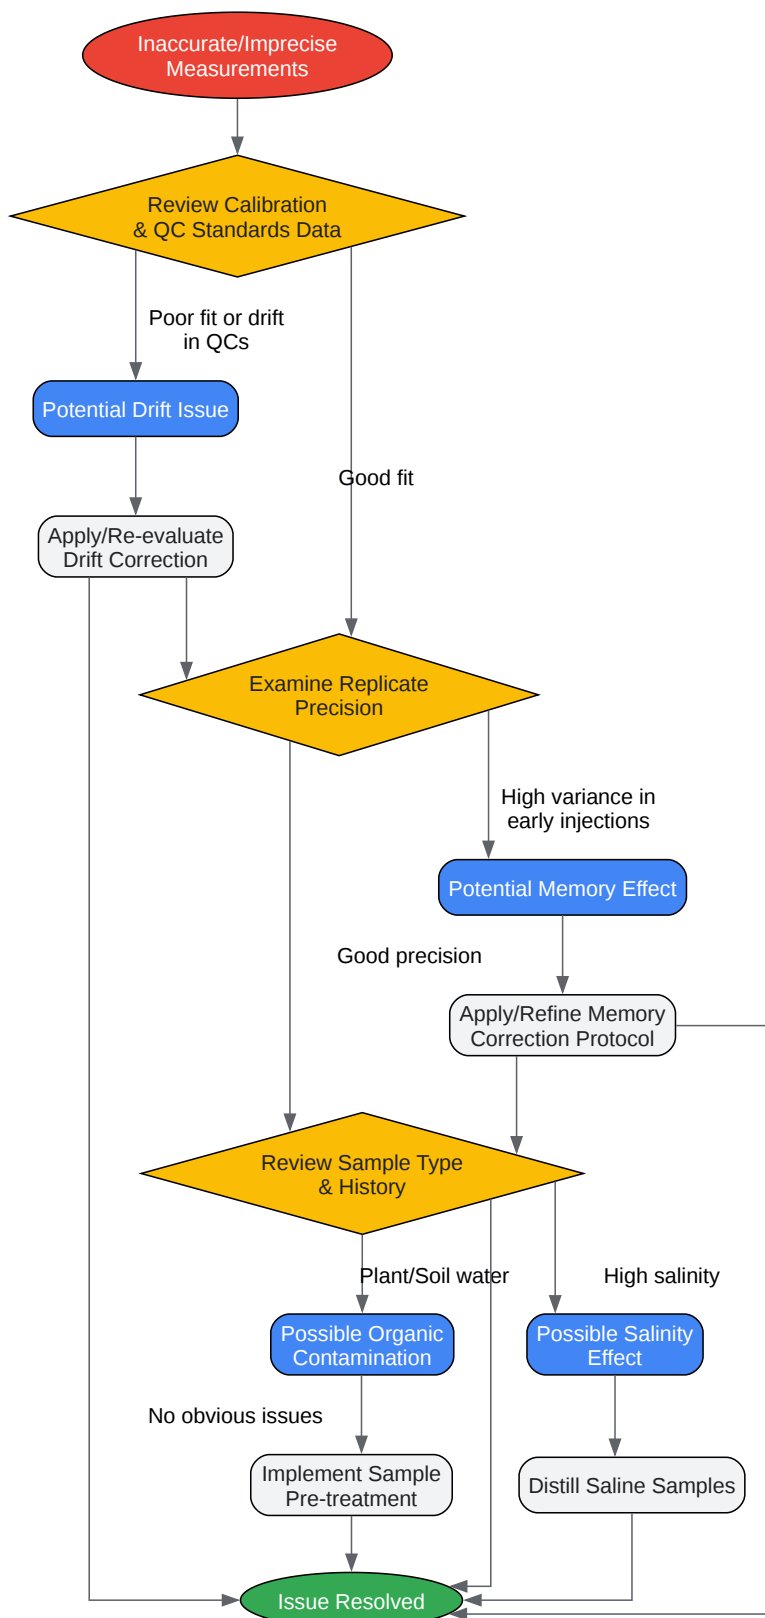 Inaccurate/Imprecise
Measurements
Review Calibration
& QC Standards Data
Poor fit or drift
in QCs
Potential Drift Issue
Good fit
Apply/Re-evaluate
Drift Correction
Examine Replicate
Precision
High variance in
early injections
Potential Memory Effect
Good precision
Apply/Refine Memory
Correction Protocol
Review Sample Type
& History
Plant/Soil water
High salinity
Possible Organic
Contamination
Possible Salinity
Effect
No obvious issues
Implement Sample
Pre-treatment
Distill Saline Samples
Issue Resolved